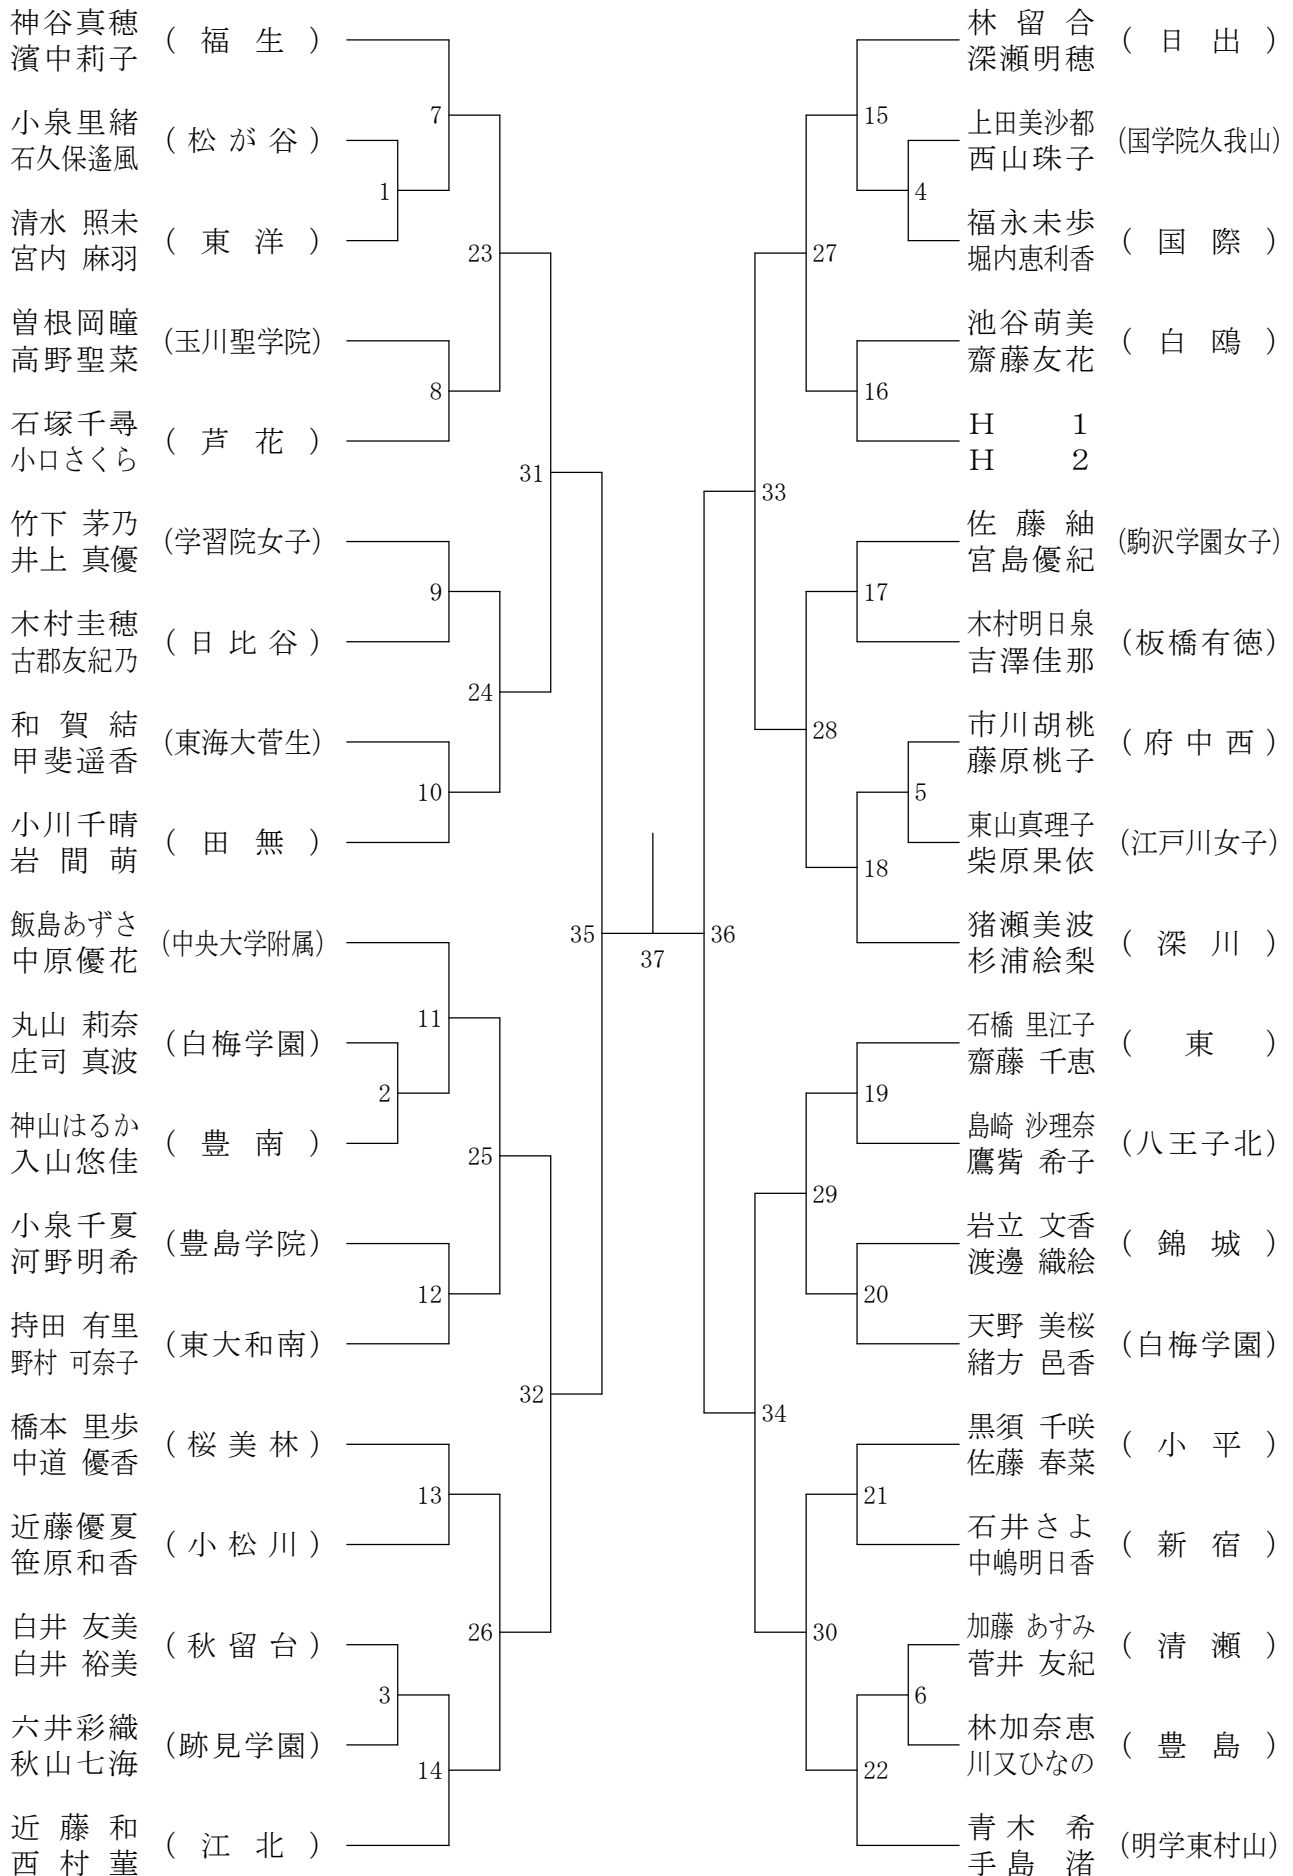 神谷真穂
濱中莉子
( 福 生 )
小泉里緒
石久保遙風
( 松 が 谷 )
清水 照未
宮内 麻羽
( 東 洋 )
曽根岡瞳
高野聖菜
(玉川聖学院)
石塚千尋
小口さくら
( 芦 花 )
竹下 茅乃
井上 真優
(学習院女子)
木村圭穂
古郡友紀乃
( 日 比 谷 )
和 賀 結
甲斐遥香
(東海大菅生)
小川千晴
岩 間 萌
( 田 無 )
飯島あずさ
中原優花
(中央大学附属)
丸山 莉奈
庄司 真波
(白梅学園)
神山はるか
入山悠佳
( 豊 南 )
小泉千夏
河野明希
(豊島学院)
持田 有里
野村 可奈子
(東大和南)
橋本 里歩
中道 優香
( 桜 美 林 )
近藤優夏
笹原和香
( 小 松 川 )
白井 友美
白井 裕美
( 秋 留 台 )
六井彩織
秋山七海
(跡見学園)
近 藤 和
西 村 菫
( 江 北 )
7
1
23
8
31
9
24
10
35
11
2
25
12
32
13
26
3
14
37
36
15
4
27
16
33
17
28
5
18
19
29
20
34
21
30
6
22
林 留 合
深瀬明穂
( 日 出 )
上田美沙都
西山珠子
(国学院久我山)
福永未歩
堀内恵利香
( 国 際 )
池谷萌美
齋藤友花
( 白 鴎 )
H 1
H 2
佐 藤 紬
宮島優紀
(駒沢学園女子)
木村明日泉
吉澤佳那
(板橋有徳)
市川胡桃
藤原桃子
( 府 中 西 )
東山真理子
柴原果依
(江戸川女子)
猪瀬美波
杉浦絵梨
( 深 川 )
石橋 里江子
齋藤 千恵
( 東 )
島崎 沙理奈
鷹觜 希子
(八王子北)
岩立 文香
渡邊 織絵
( 錦 城 )
天野 美桜
緒方 邑香
(白梅学園)
黒須 千咲
佐藤 春菜
( 小 平 )
石井さよ
中嶋明日香
( 新 宿 )
加藤 あすみ
菅井 友紀
( 清 瀬 )
林加奈恵
川又ひなの
( 豊 島 )
青 木 希
手 島 渚
(明学東村山)